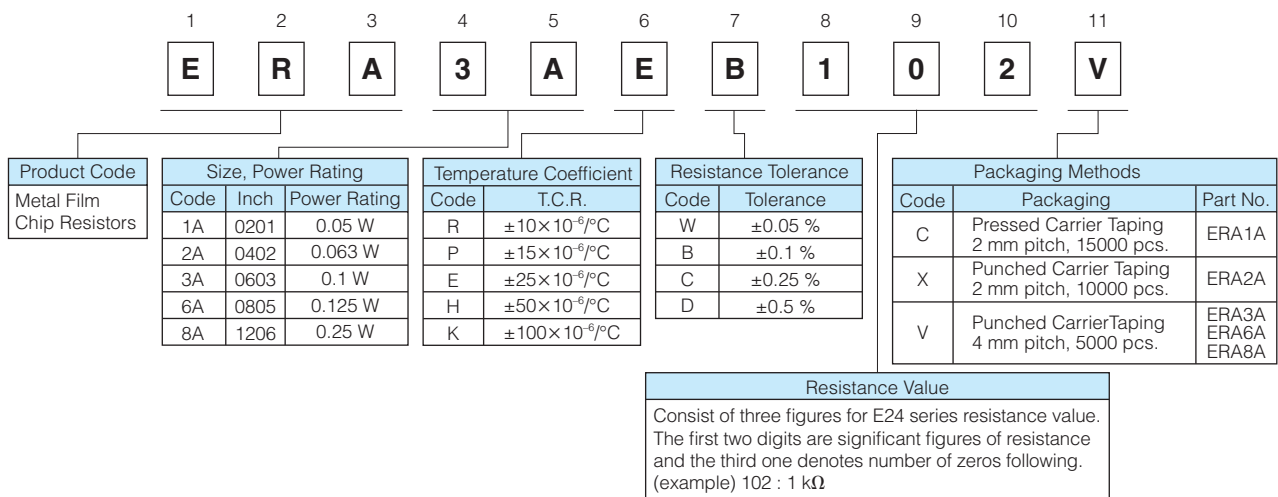 1 2 3 4 5 6 7 8 9 10 11
E R A 3 A E B 1 0 2 V
Product Code
Metal Film
Chip Resistors
Size, Power Rating
Code Inch Power Rating
1A 0201 0.05 W
2A 0402 0.063 W
3A 0603 0.1 W
6A 0805 0.125 W
8A 1206 0.25 W
Temperature Coefficient
Code T.C.R.
R ±10×10⁻⁶/°C
P ±15×10⁻⁶/°C
E ±25×10⁻⁶/°C
H ±50×10⁻⁶/°C
K ±100×10⁻⁶/°C
Resistance Tolerance
Code Tolerance
W ±0.05 %
B ±0.1 %
C ±0.25 %
D ±0.5 %
Packaging Methods
Code Packaging Part No.
C Pressed Carrier Taping
2 mm pitch, 15000 pcs. ERA1A
X Punched Carrier Taping
2 mm pitch, 10000 pcs. ERA2A
V Punched CarrierTaping
4 mm pitch, 5000 pcs. ERA3A
ERA6A
ERA8A
Resistance Value
Consist of three figures for E24 series resistance value.
The first two digits are significant figures of resistance
and the third one denotes number of zeros following.
(example) 102 : 1 kΩ